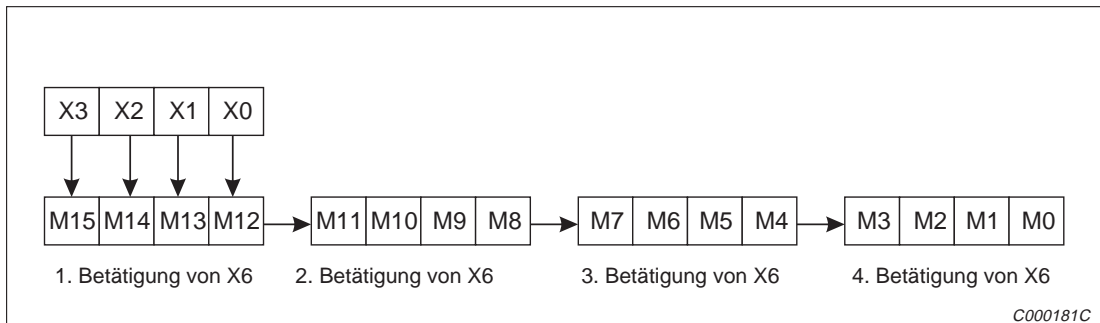 X3 X2 X1 X0
M15 M14 M13 M12 M11 M10 M9 M8 M7 M6 M5 M4 M3 M2 M1 M0
1. Betätigung von X6 2. Betätigung von X6 3. Betätigung von X6 4. Betätigung von X6
C000181C